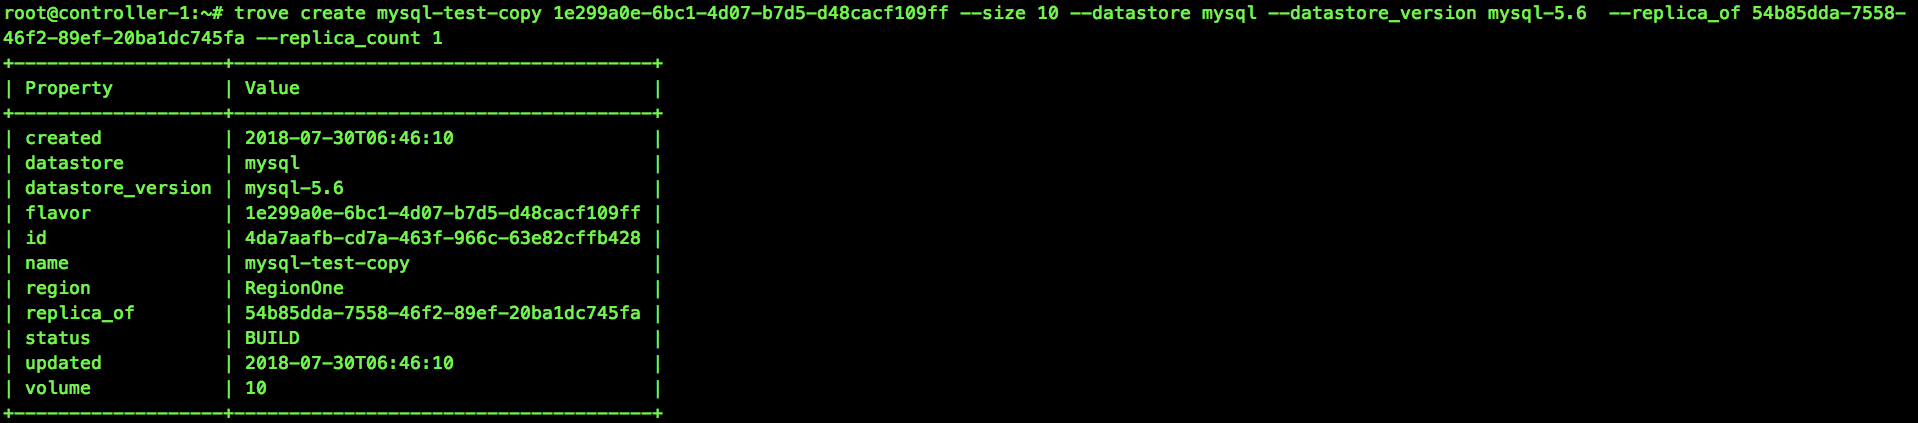 root@controller-1:~# trove create mysql-test-copy 1e299a0e-6bc1-4d07-b7d5-d48cacf109ff --size 10 --datastore mysql --datastore_version mysql-5.6  --replica_of 54b85dda-7558-
46f2-89ef-20ba1dc745fa --replica_count 1
+-------------------+--------------------------------------+
| Property          | Value                                |
+-------------------+--------------------------------------+
| created           | 2018-07-30T06:46:10                  |
| datastore         | mysql                                |
| datastore_version | mysql-5.6                            |
| flavor            | 1e299a0e-6bc1-4d07-b7d5-d48cacf109ff |
| id                | 4da7aafb-cd7a-463f-966c-63e82cffb428 |
| name              | mysql-test-copy                      |
| region            | RegionOne                            |
| replica_of        | 54b85dda-7558-46f2-89ef-20ba1dc745fa |
| status            | BUILD                                |
| updated           | 2018-07-30T06:46:10                  |
| volume            | 10                                   |
+-------------------+--------------------------------------+